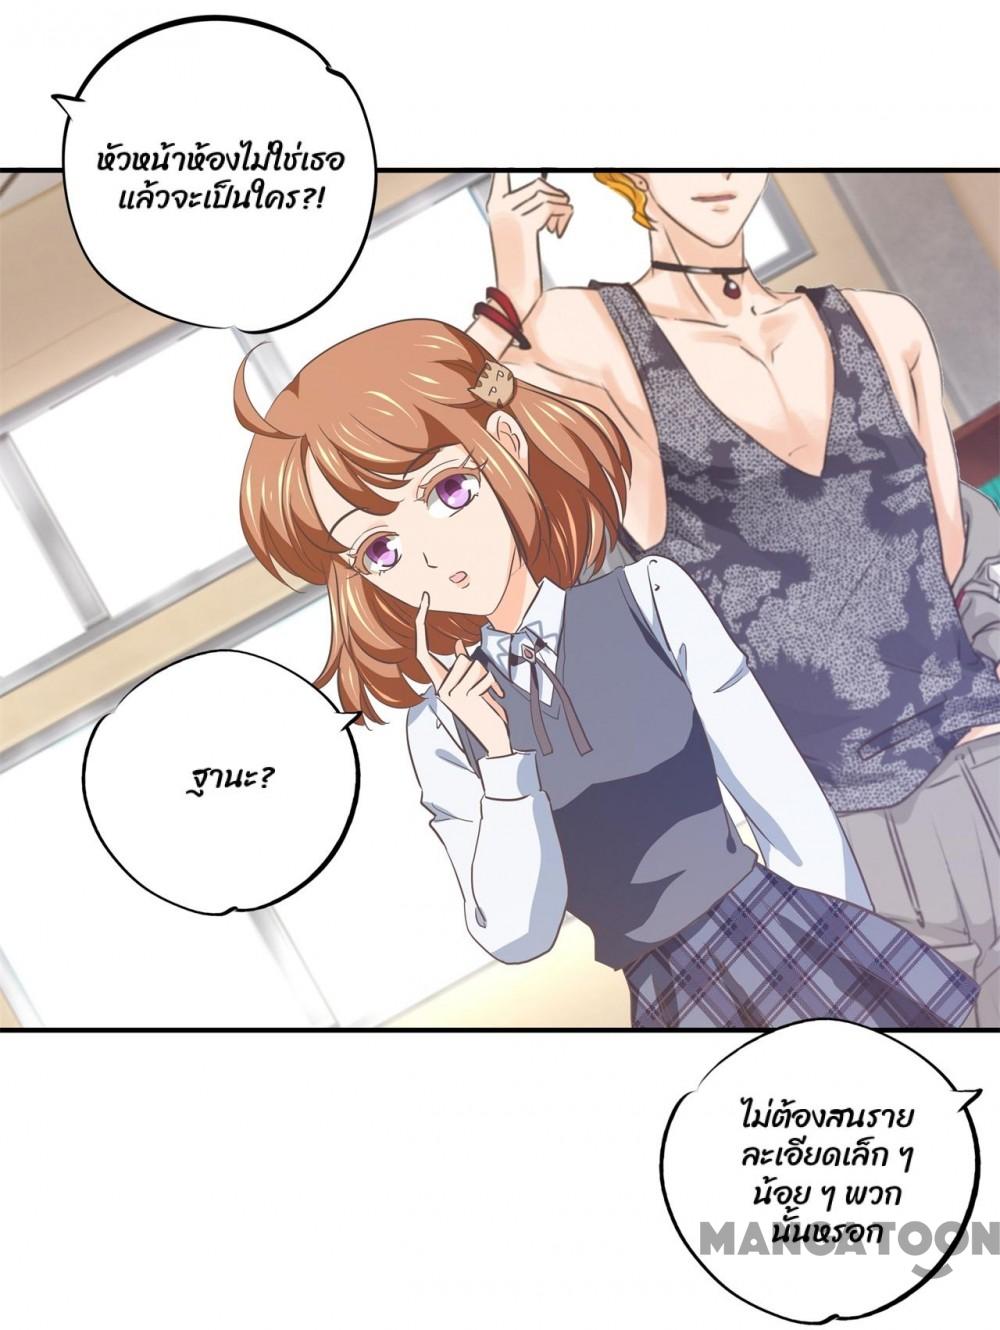 หัวหน้าห้องไม่ใช่เธอ
แล้วจะเป็นใคร?!
ฐานะ?
ไม่ต้องสนราย
ละเอียดเล็ก ๆ
น้อย ๆ พวก
นั้นหรอก
MANGATOON